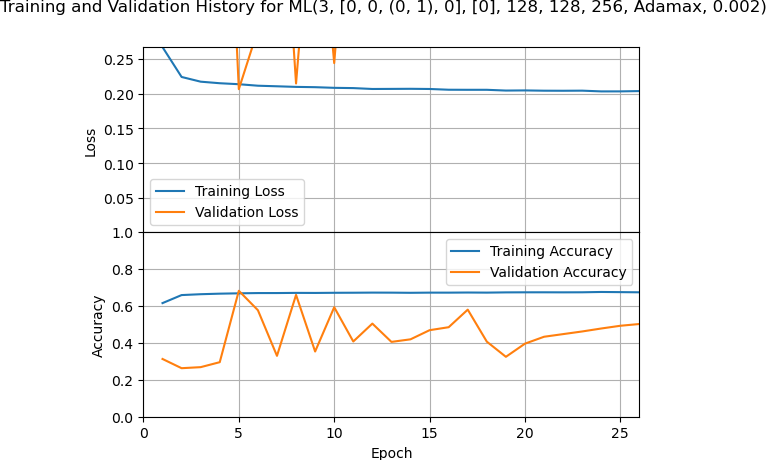 Training and Validation History for ML(3, [0, 0, (0, 1), 0], [0], 128, 128, 256, Adamax, 0.002)
0.25
0.20
0.15
0.10
0.05
Loss
Training Loss
Validation Loss
1.0
0.8
0.6
0.4
0.2
0.0
Accuracy
Training Accuracy
Validation Accuracy
0 5 10 15 20 25
Epoch